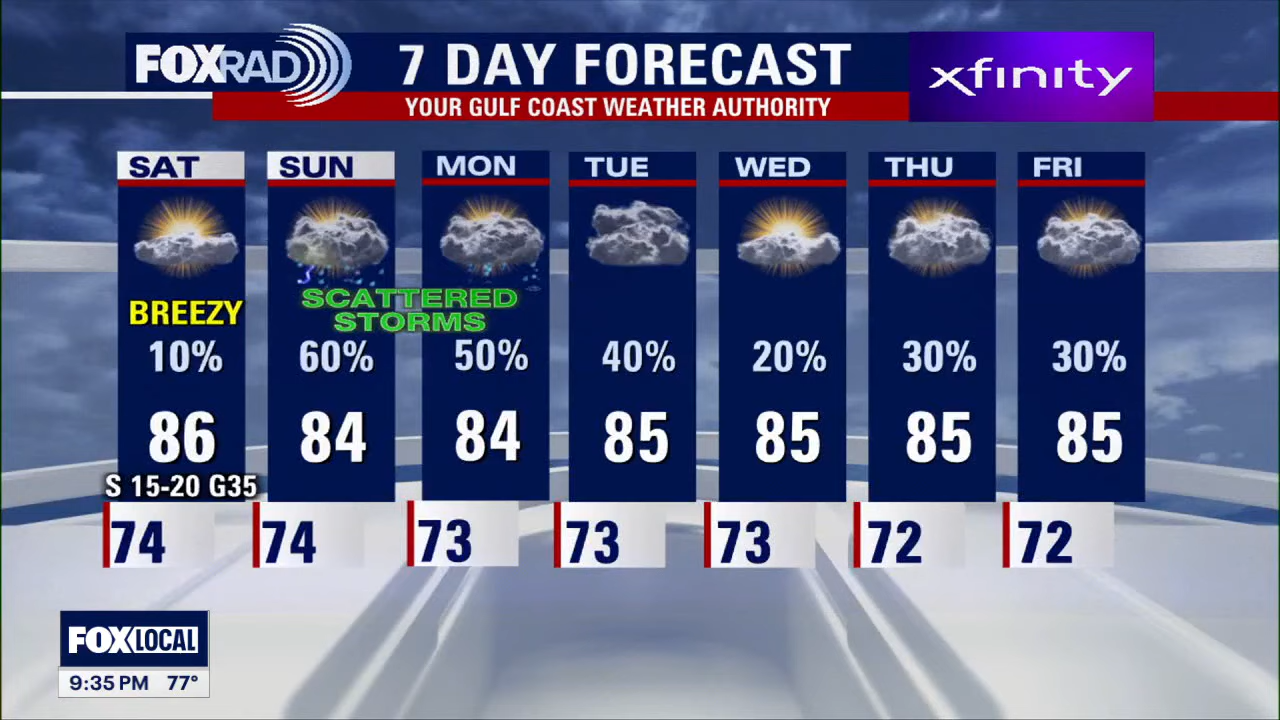 FOXRAD
7 DAY FORECAST
YOUR GULF COAST WEATHER AUTHORITY
xfinity
SAT SUN MON TUE WED THU FRI
BREEZY
SCATTERED
STORMS
10% 60% 50% 40% 20% 30% 30%
86 84 84 85 85 85 85
S 15-20 G35
74 74 73 73 73 72 72
FOX LOCAL
9:35 PM 77°